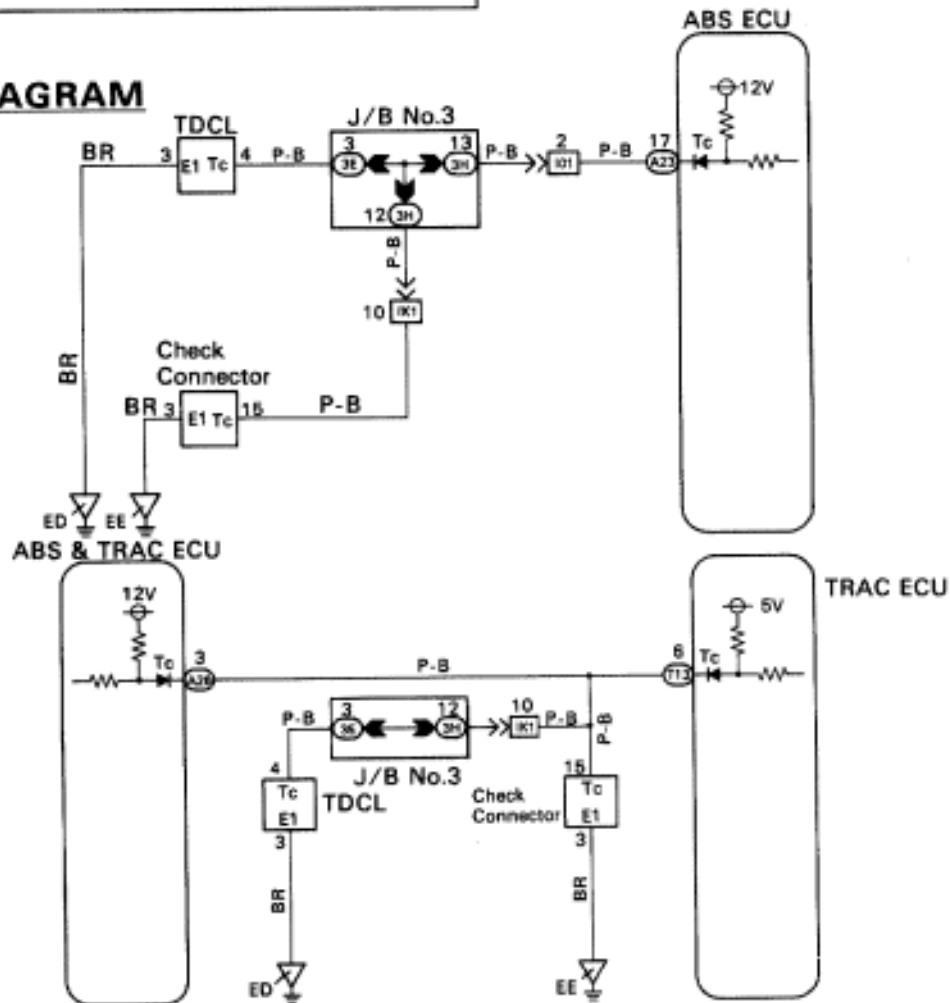 ABS ECU
AGRAM
12V
TDCL
J/B No.3
BR
3
E1 Tc
4
P-B
3
3E
13
3H
P-B
2
I01
P-B
17
A23
Tc
12
3H
P-B
10
IK1
BR
Check
Connector
BR
3
E1 Tc
15
P-B
ED
EE
ABS & TRAC ECU
TRAC ECU
12V
5V
Tc
3
P-B
6
Tc
P-B
3
3E
12
3H
10
IK1
P-B
P-B
J/B No.3
4
Tc
E1
3
TDCL
Check
Connector
15
Tc
E1
3
BR
BR
ED
EE